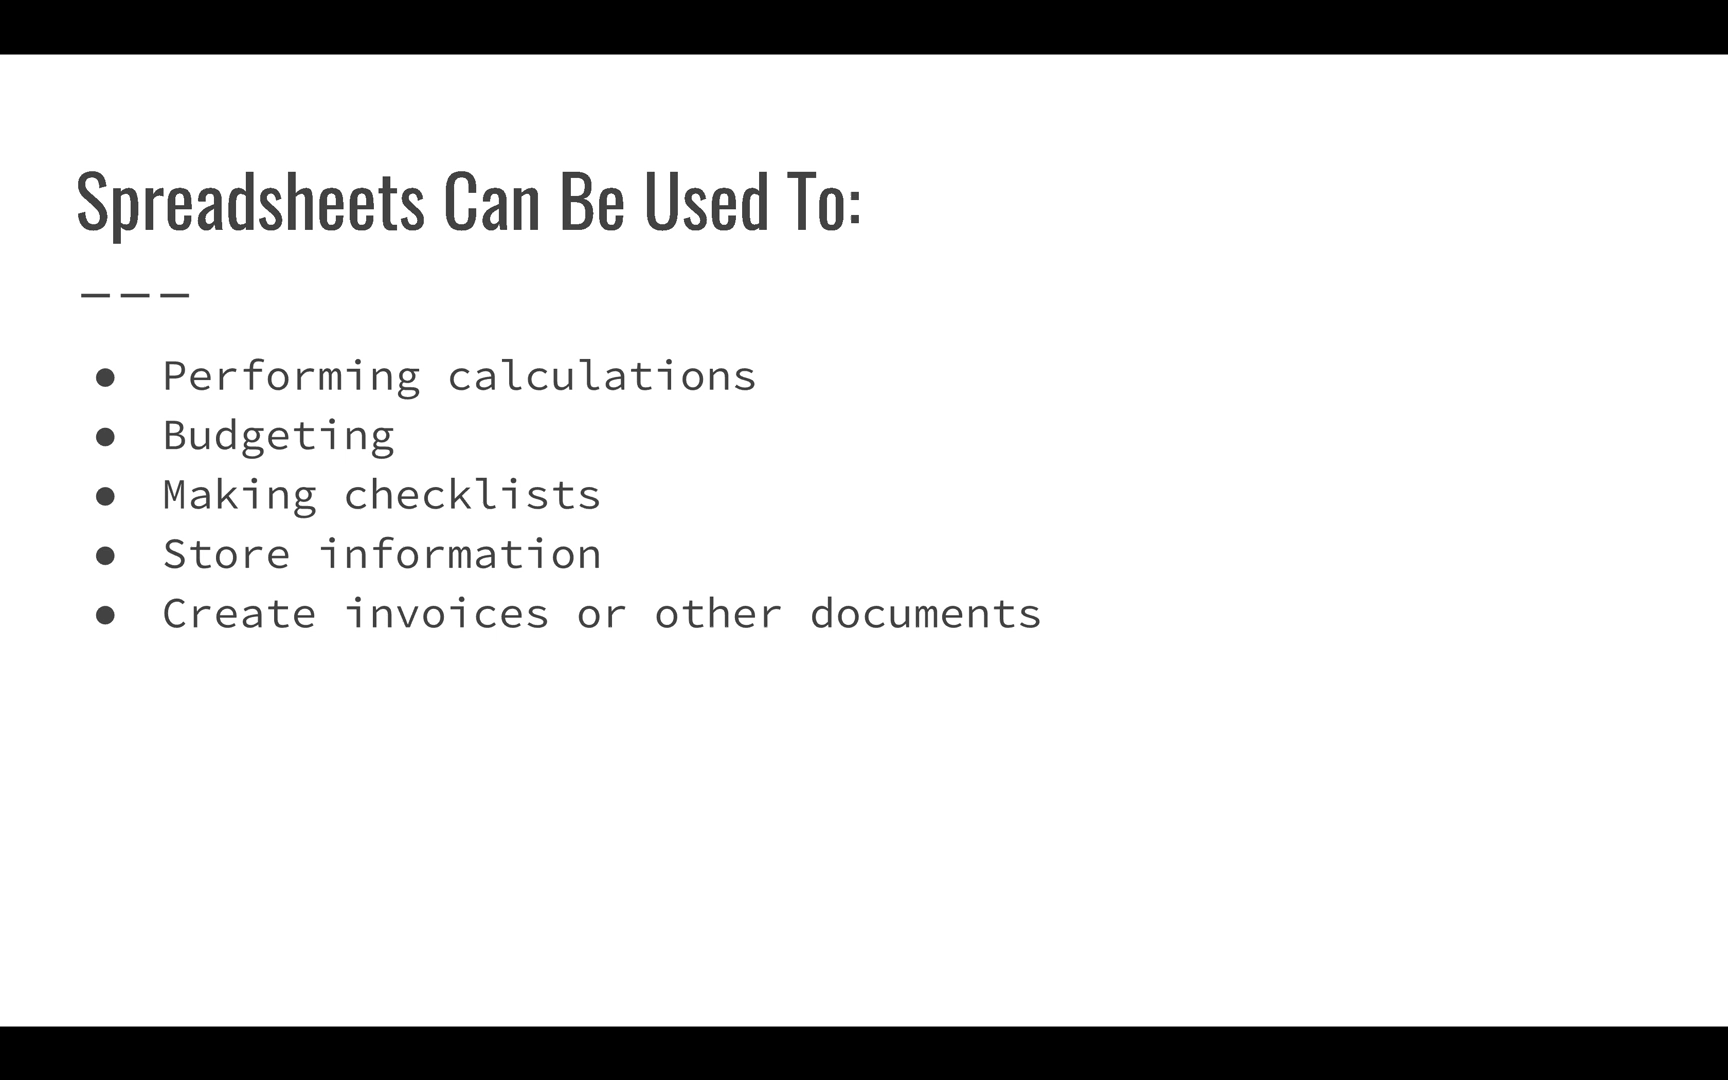 Spreadsheets Can Be Used To:
● Performing calculations
● Budgeting
● Making checklists
● Store information
● Create invoices or other documents